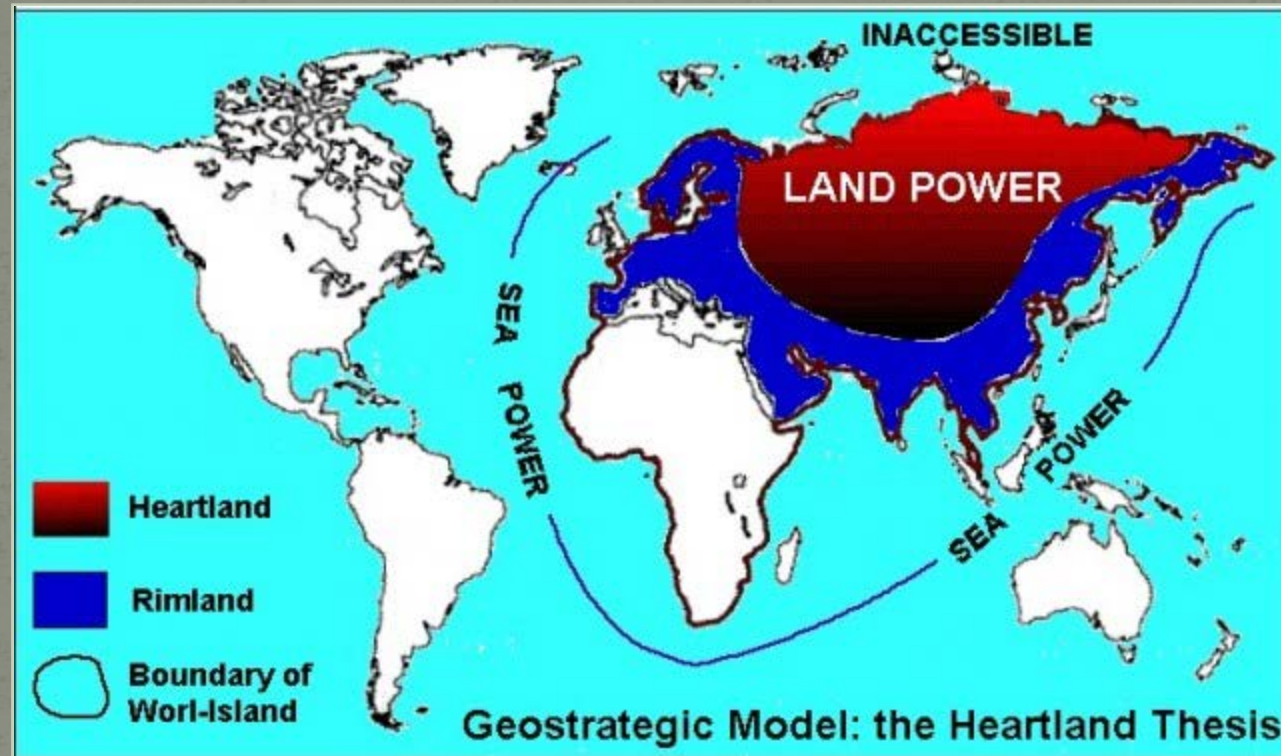 INACCESSIBLE
LAND POWER
SEA POWER
SEA POWER
Heartland
Rimland
Boundary of
Worl-Island
Geostrategic Model: the Heartland Thesis